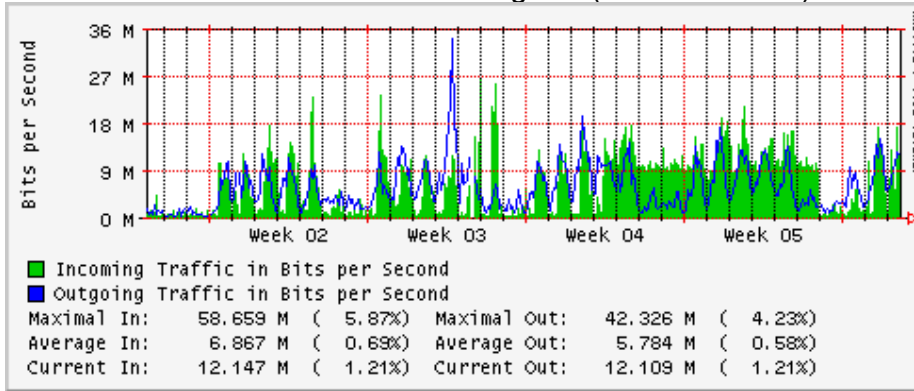 36 M
27 M
18 M
9 M
0 M
Bits per Second
Week 02 Week 03 Week 04 Week 05
Incoming Traffic in Bits per Second
Outgoing Traffic in Bits per Second
Maximal In: 58.659 M ( 5.87%) Maximal Out: 42.326 M ( 4.23%)
Average In: 6.867 M ( 0.69%) Average Out: 5.784 M ( 0.58%)
Current In: 12.147 M ( 1.21%) Current Out: 12.109 M ( 1.21%)